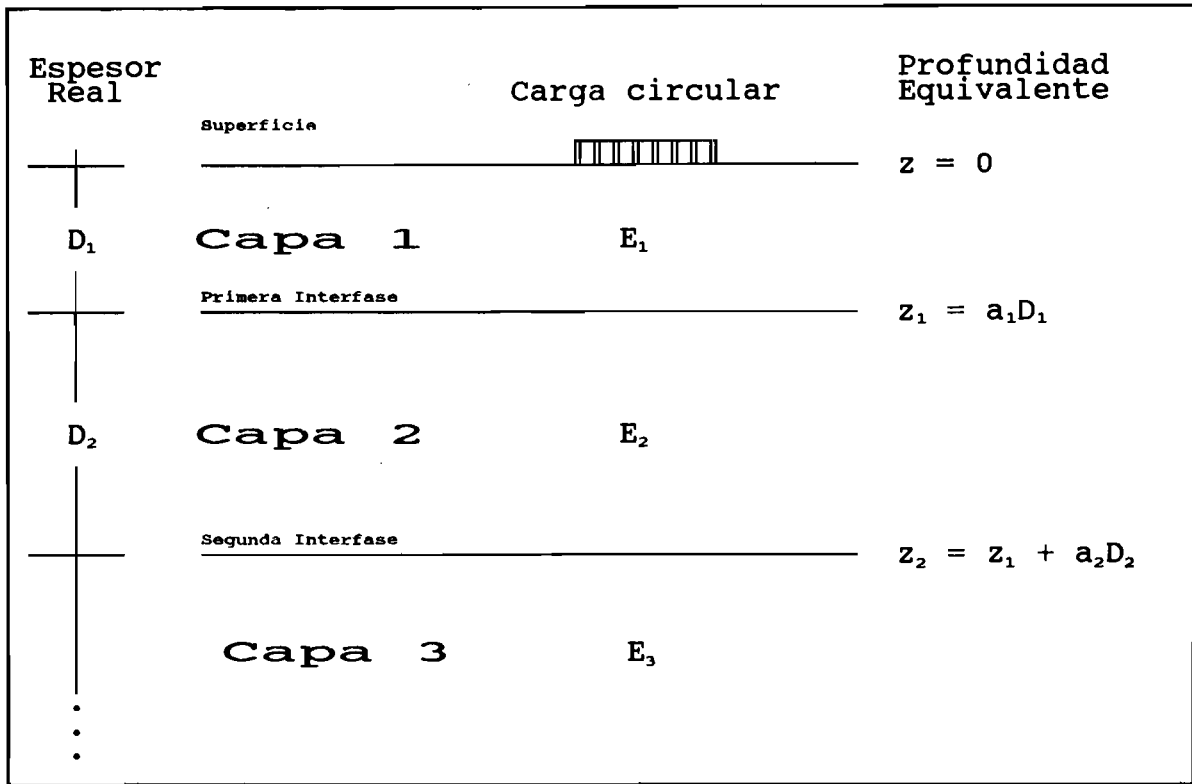 Espesor
Real
Carga circular
Profundidad
Equivalente
Superficie
z = 0
D₁ Capa 1 E₁
Primera Interfase
z₁ = a₁D₁
D₂ Capa 2 E₂
Segunda Interfase
z₂ = z₁ + a₂D₂
Capa 3 E₃